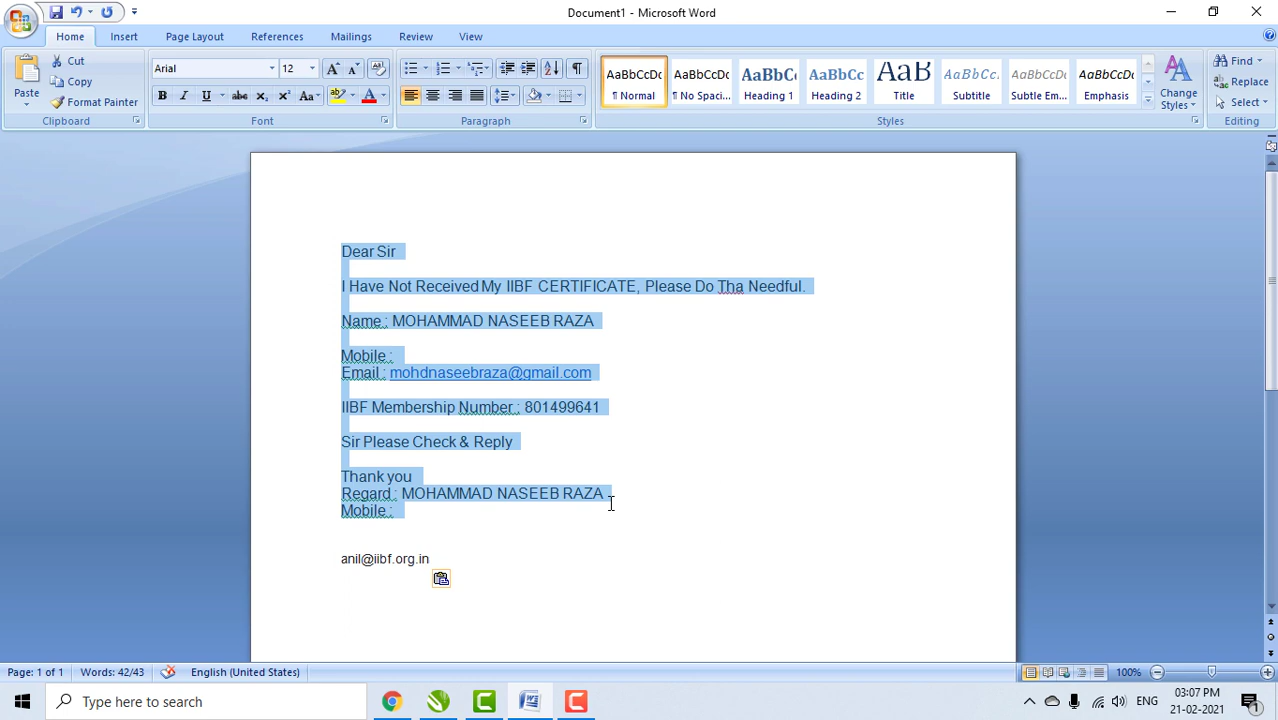 Document1 - Microsoft Word
Home Insert Page Layout References Mailings Review View
Paste
Cut
Copy
Format Painter
Clipboard
Arial 12
Font
Paragraph
AaBbCcDc AaBbCcDc AaBbCc AaBbCc AaB AaBbCc. AaBbCcDc AaBbCcDc
¶ Normal ¶ No Spaci... Heading 1 Heading 2 Title Subtitle Subtle Em... Emphasis
Change Styles
Styles
Find
Replace
Select
Editing
Dear Sir
I Have Not Received My IIBF CERTIFICATE, Please Do Tha Needful.
Name : MOHAMMAD NASEEB RAZA
Mobile :
Email : mohdnaseebraza@gmail.com
IIBF Membership Number : 801499641
Sir Please Check & Reply
Thank you
Regard : MOHAMMAD NASEEB RAZA
Mobile :
anil@iibf.org.in
Page: 1 of 1 Words: 42/43 English (United States) 100%
Type here to search
ENG
03:07 PM
21-02-2021